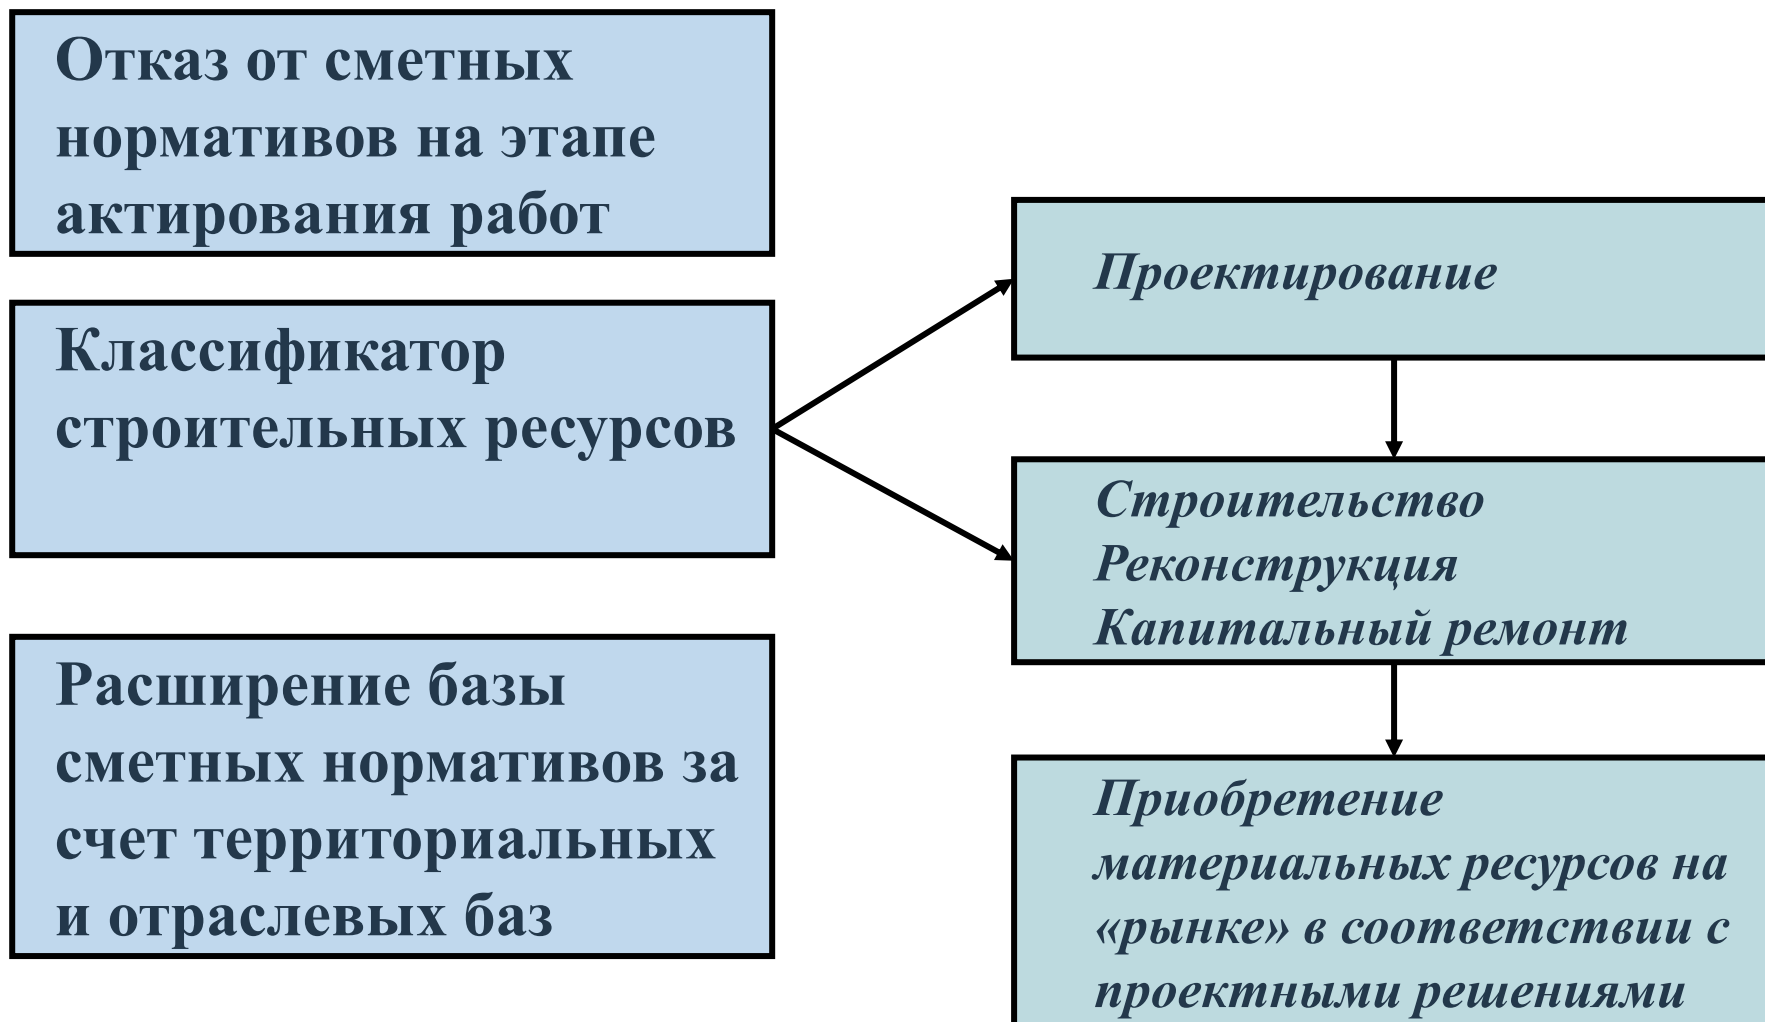 Отказ от сметных
нормативов на этапе
актирования работ
Классификатор
строительных ресурсов
Расширение базы
сметных нормативов за
счет территориальных
и отраслевых баз
Проектирование
Строительство
Реконструкция
Капитальный ремонт
Приобретение
материальных ресурсов на
«рынке» в соответствии с
проектными решениями